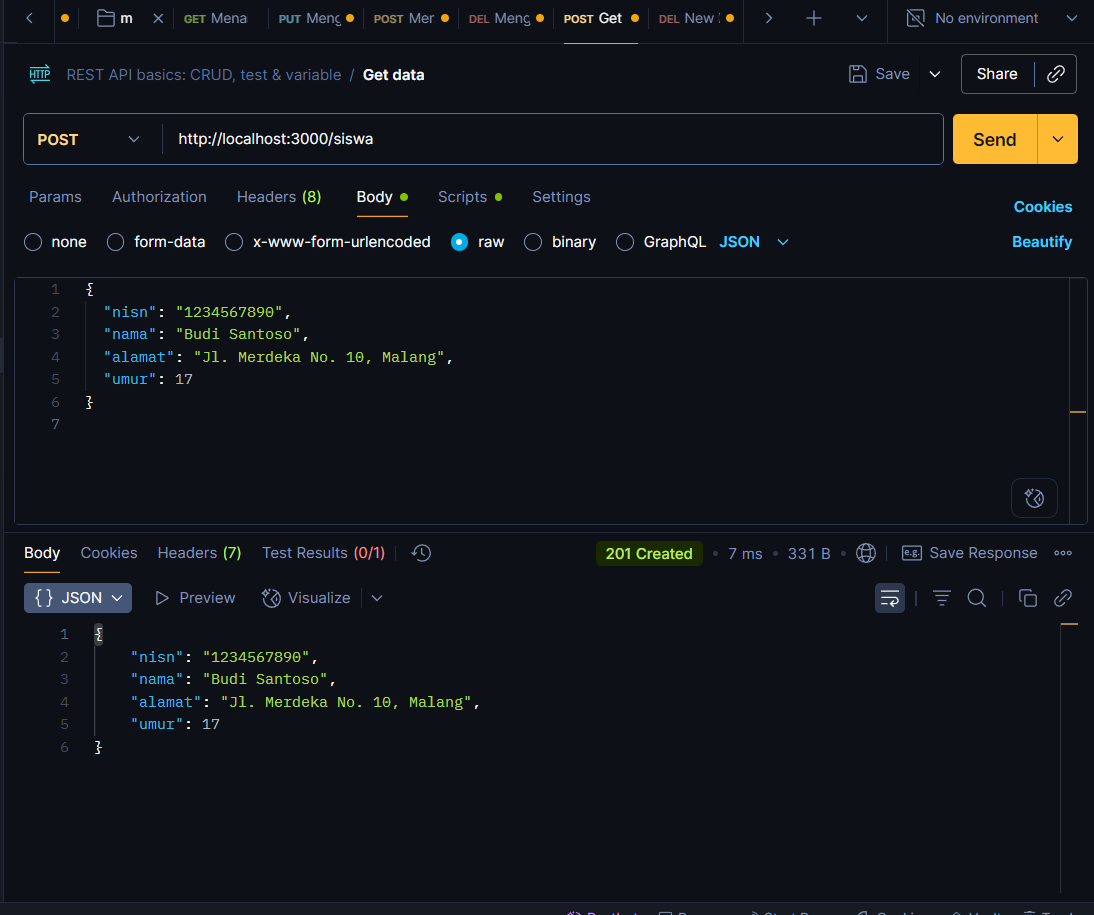 m GET Mena PUT Meng POST Mer DEL Meng POST Get DEL New No environment
HTTP REST API basics: CRUD, test & variable / Get data Save Share
POST http://localhost:3000/siswa Send
Params Authorization Headers (8) Body Scripts Settings Cookies
none form-data x-www-form-urlencoded raw binary GraphQL JSON Beautify
1 {
2 "nisn": "1234567890",
3 "nama": "Budi Santoso",
4 "alamat": "Jl. Merdeka No. 10, Malang",
5 "umur": 17
6 }
7
Body Cookies Headers (7) Test Results (0/1) 201 Created • 7 ms • 331 B • e.g. Save Response
{} JSON Preview Visualize
1 {
2 "nisn": "1234567890",
3 "nama": "Budi Santoso",
4 "alamat": "Jl. Merdeka No. 10, Malang",
5 "umur": 17
6 }